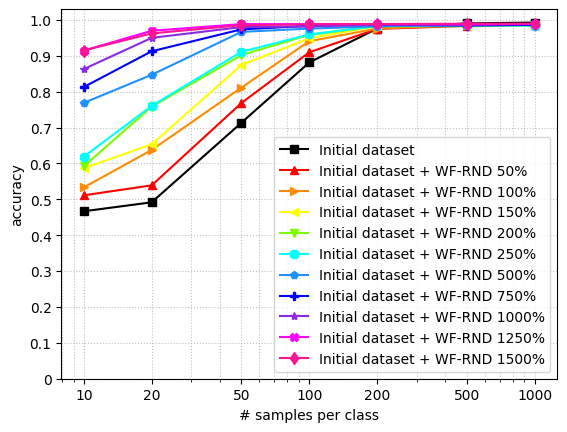 1.0
0.9
0.8
0.7
0.6
0.5
0.4
0.3
0.2
0.1
0
accuracy
Initial dataset
Initial dataset + WF-RND 50%
Initial dataset + WF-RND 100%
Initial dataset + WF-RND 150%
Initial dataset + WF-RND 200%
Initial dataset + WF-RND 250%
Initial dataset + WF-RND 500%
Initial dataset + WF-RND 750%
Initial dataset + WF-RND 1000%
Initial dataset + WF-RND 1250%
Initial dataset + WF-RND 1500%
10 20 50 100 200 500 1000
# samples per class